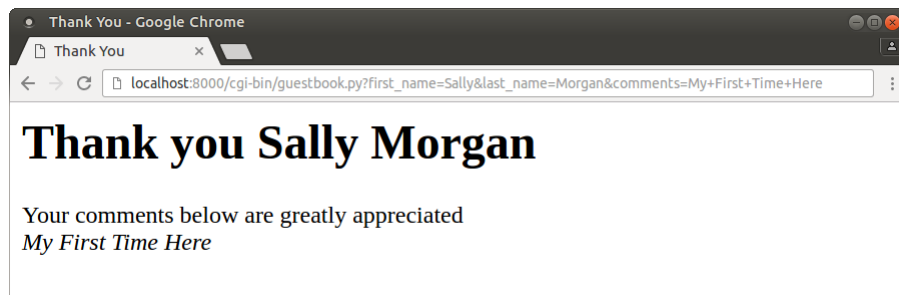 Thank You - Google Chrome
Thank You
localhost:8000/cgi-bin/guestbook.py?first_name=Sally&last_name=Morgan&comments=My+First+Time+Here
Thank you Sally Morgan
Your comments below are greatly appreciated
My First Time Here